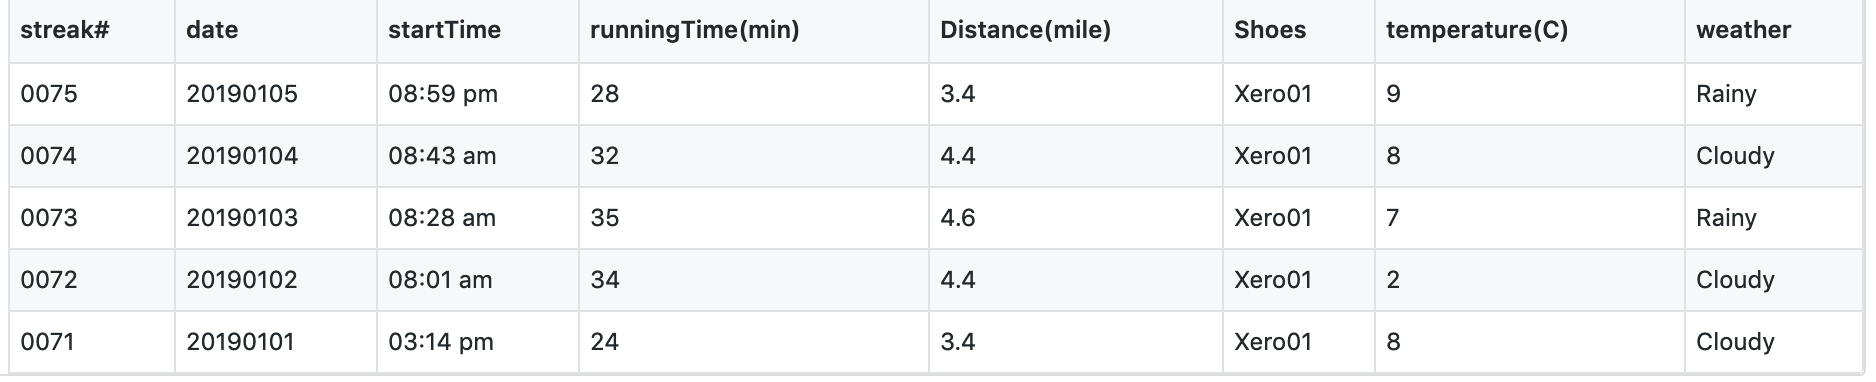 streak# date startTime runningTime(min) Distance(mile) Shoes temperature(C) weather
0075 20190105 08:59 pm 28 3.4 Xero01 9 Rainy
0074 20190104 08:43 am 32 4.4 Xero01 8 Cloudy
0073 20190103 08:28 am 35 4.6 Xero01 7 Rainy
0072 20190102 08:01 am 34 4.4 Xero01 2 Cloudy
0071 20190101 03:14 pm 24 3.4 Xero01 8 Cloudy